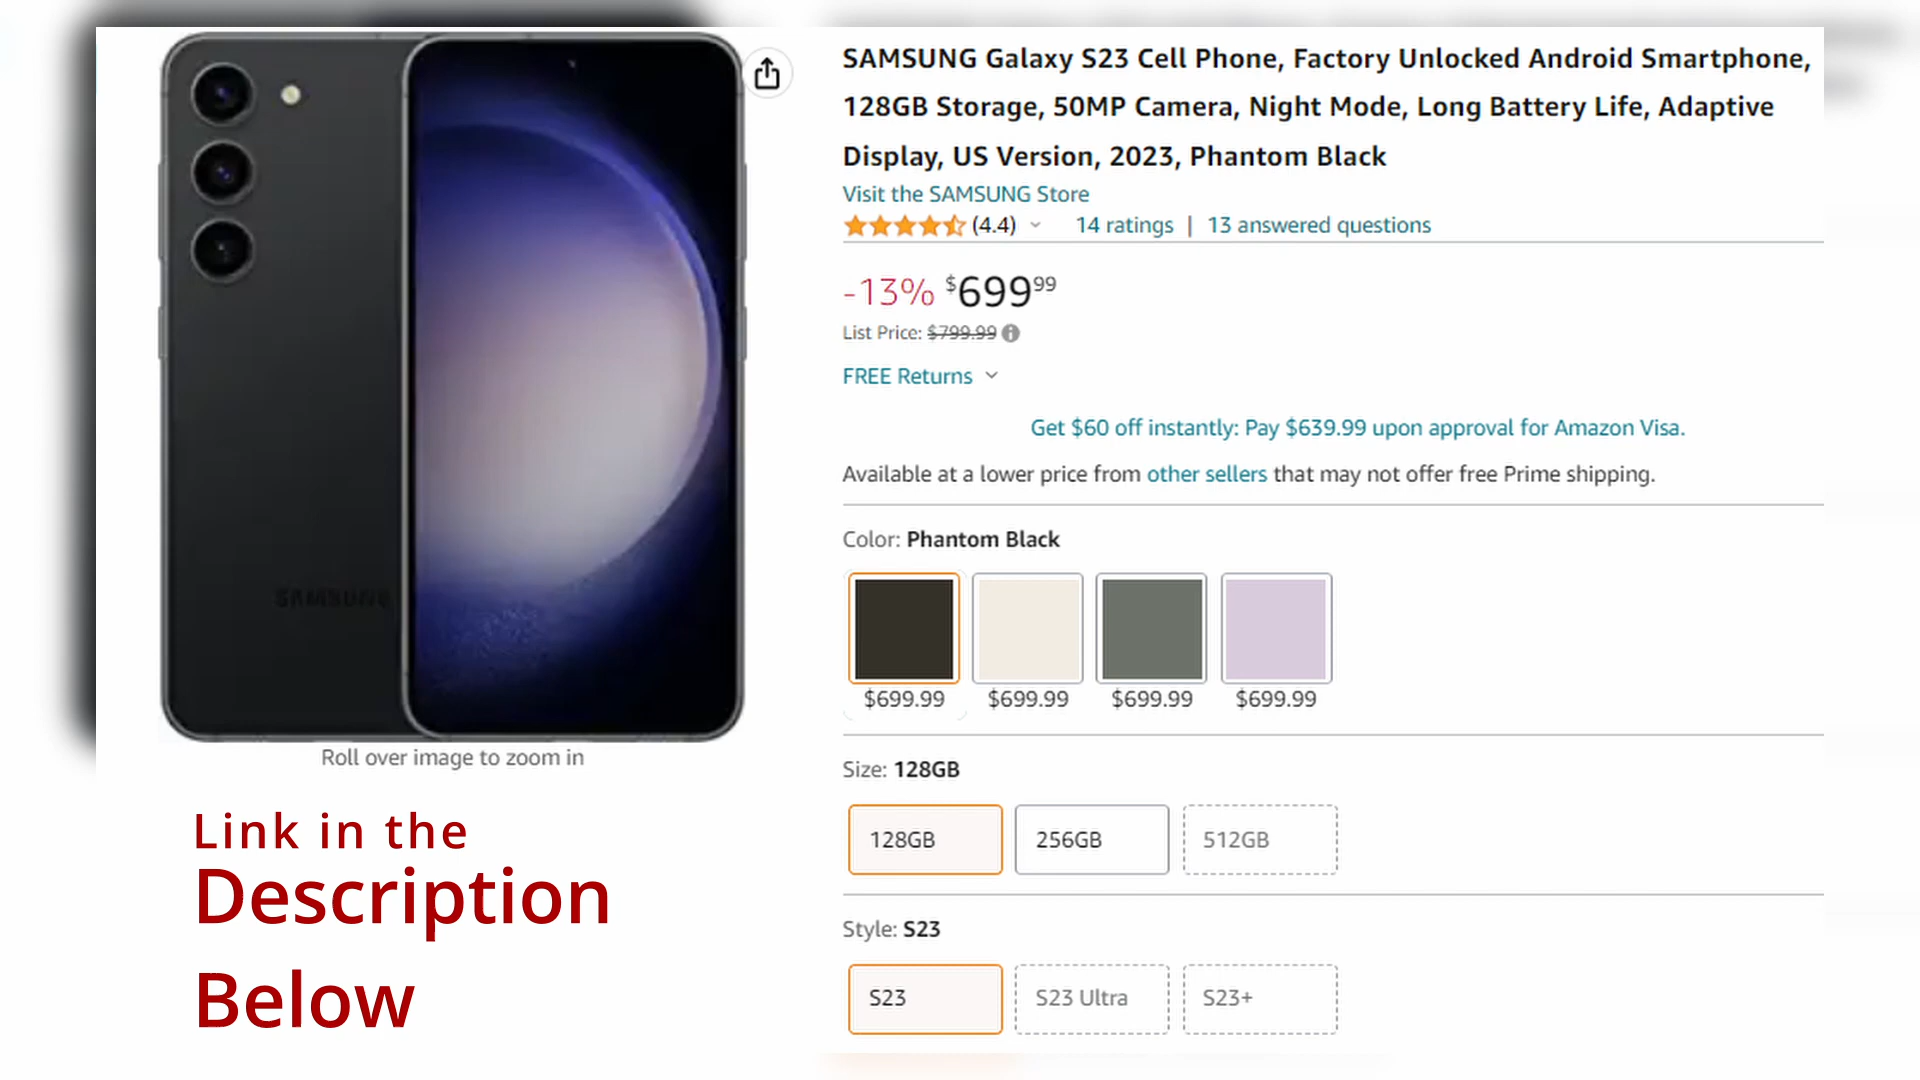 SAMSUNG Galaxy S23 Cell Phone, Factory Unlocked Android Smartphone,
128GB Storage, 50MP Camera, Night Mode, Long Battery Life, Adaptive
Display, US Version, 2023, Phantom Black
Visit the SAMSUNG Store
(4.4) 14 ratings | 13 answered questions
-13% $699 99
List Price: $799.99
FREE Returns
Get $60 off instantly: Pay $639.99 upon approval for Amazon Visa.
Available at a lower price from other sellers that may not offer free Prime shipping.
Color: Phantom Black
$699.99 $699.99 $699.99 $699.99
Size: 128GB
128GB 256GB 512GB
Style: S23
S23 S23 Ultra S23+
SAMSUNG
Roll over image to zoom in
Link in the
Description
Below